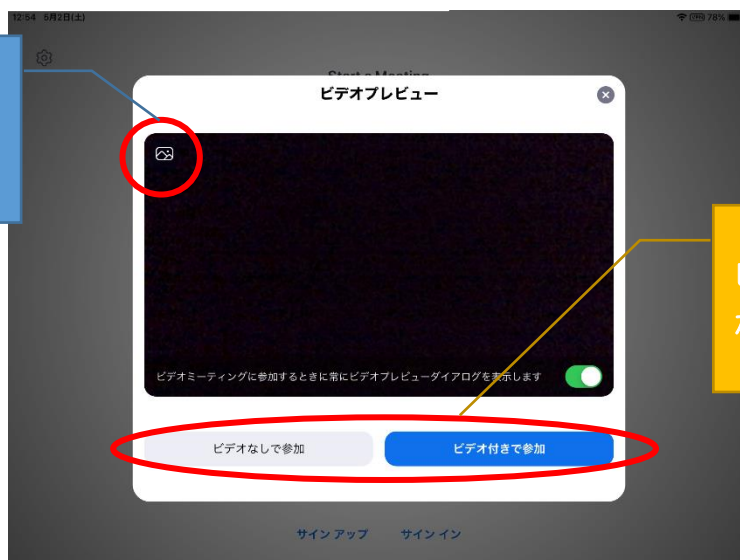 12:54 5月2日(土)
78%
Start a Meeting
ビデオプレビュー
ビデオミーティングに参加するときに常にビデオプレビューダイアログを表示します
ビデオなしで参加
ビデオ付きで参加
サイン アップ
サイン イン